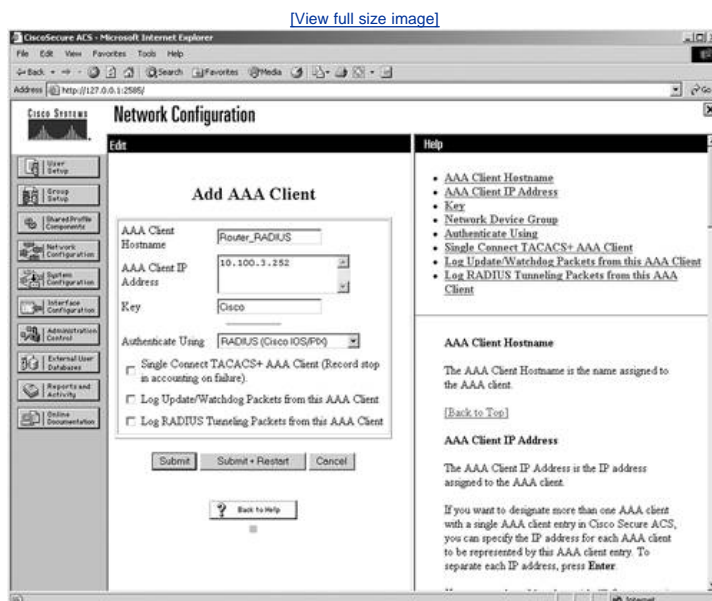 [View full size image]
CiscoSecure ACS - Microsoft Internet Explorer
File Edit View Favorites Tools Help
Back Search Favorites Media
Address http://127.0.0.1:2585/ Go
Cisco Systems
Network Configuration
Edit
Help
User Setup
Group Setup
Shared Profile Components
Network Configuration
System Configuration
Interface Configuration
Administration Control
External User Databases
Reports and Activity
Online Documentation
Add AAA Client
AAA Client Hostname
Router_RADIUS
AAA Client IP Address
10.100.3.252
Key
Cisco
Authenticate Using
RADIUS (Cisco IOS/PIX)
Single Connect TACACS+ AAA Client (Record stop
in accounting on failure).
Log Update/Watchdog Packets from this AAA Client
Log RADIUS Tunneling Packets from this AAA Client
Submit Submit + Restart Cancel
? Back to Help
AAA Client Hostname
AAA Client IP Address
Key
Network Device Group
Authenticate Using
Single Connect TACACS+ AAA Client
Log Update/Watchdog Packets from this AAA Client
Log RADIUS Tunneling Packets from this AAA
Client
AAA Client Hostname
The AAA Client Hostname is the name assigned to
the AAA client.
[Back to Top]
AAA Client IP Address
The AAA Client IP Address is the IP address
assigned to the AAA client.
If you want to designate more than one AAA client
with a single AAA client entry in Cisco Secure ACS,
you can specify the IP address for each AAA client
to be represented by this AAA client entry. To
separate each IP address, press Enter.
Internet